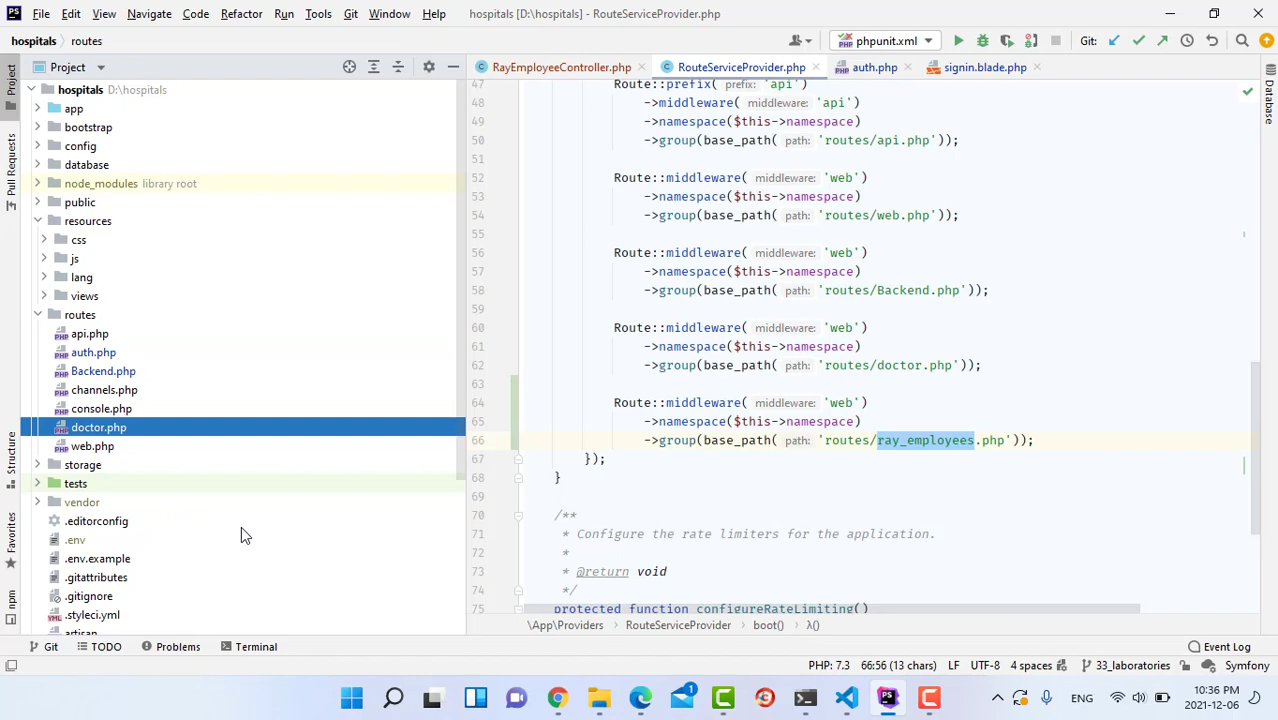 File Edit View Navigate Code Refactor Run Tools Git Window Help hospitals [D:\hospitals] - RouteServiceProvider.php
hospitals routes phpunit.xml Git:
Project
RayEmployeeController.php RouteServiceProvider.php auth.php signin.blade.php
Project
Pull Requests
Structure
Favorites
npm
Database
hospitals D:\hospitals
app
bootstrap
config
database
node_modules library root
public
resources
css
js
lang
views
routes
api.php
auth.php
Backend.php
channels.php
console.php
doctor.php
web.php
storage
tests
vendor
.editorconfig
.env
.env.example
.gitattributes
.gitignore
.styleci.yml
artisan
47 Route::prefix( prefix: 'api')
48 ->middleware( middleware: 'api')
49 ->namespace($this->namespace)
50 ->group(base_path( path: 'routes/api.php'));
51
52 Route::middleware( middleware: 'web')
53 ->namespace($this->namespace)
54 ->group(base_path( path: 'routes/web.php'));
55
56 Route::middleware( middleware: 'web')
57 ->namespace($this->namespace)
58 ->group(base_path( path: 'routes/Backend.php'));
59
60 Route::middleware( middleware: 'web')
61 ->namespace($this->namespace)
62 ->group(base_path( path: 'routes/doctor.php'));
63
64 Route::middleware( middleware: 'web')
65 ->namespace($this->namespace)
66 ->group(base_path( path: 'routes/ray_employees.php'));
67 });
68 }
69
70 /**
71 * Configure the rate limiters for the application.
72 *
73 * @return void
74 */
75 protected function configureRateLimiting()
\App\Providers RouteServiceProvider boot() λ()
Git TODO Problems Terminal Event Log
PHP: 7.3 66:56 (13 chars) LF UTF-8 4 spaces 33_laboratories Symfony
1 ENG 10:36 PM
2021-12-06